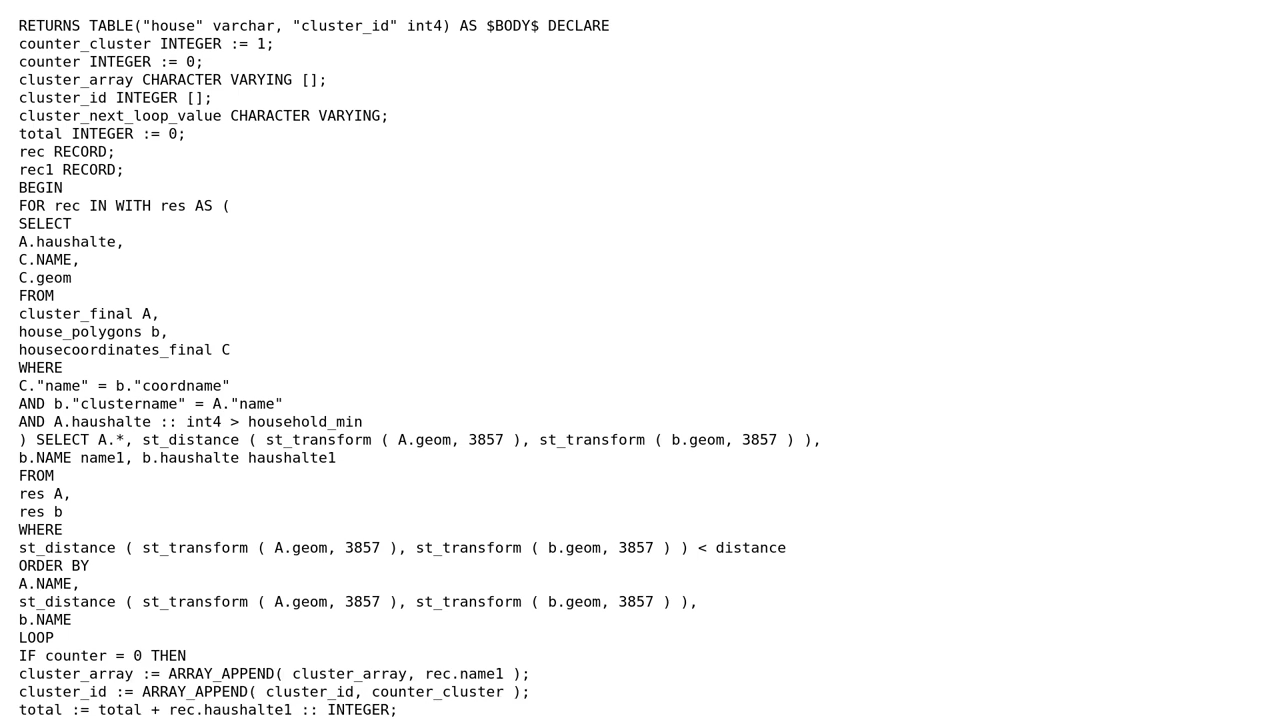 RETURNS TABLE("house" varchar, "cluster_id" int4) AS $BODY$ DECLARE
counter_cluster INTEGER := 1;
counter INTEGER := 0;
cluster_array CHARACTER VARYING [];
cluster_id INTEGER [];
cluster_next_loop_value CHARACTER VARYING;
total INTEGER := 0;
rec RECORD;
rec1 RECORD;
BEGIN
FOR rec IN WITH res AS (
SELECT
A.haushalte,
C.NAME,
C.geom
FROM
cluster_final A,
house_polygons b,
housecoordinates_final C
WHERE
C."name" = b."coordname"
AND b."clustername" = A."name"
AND A.haushalte :: int4 > household_min
) SELECT A.*, st_distance ( st_transform ( A.geom, 3857 ), st_transform ( b.geom, 3857 ) ),
b.NAME name1, b.haushalte haushalte1
FROM
res A,
res b
WHERE
st_distance ( st_transform ( A.geom, 3857 ), st_transform ( b.geom, 3857 ) ) < distance
ORDER BY
A.NAME,
st_distance ( st_transform ( A.geom, 3857 ), st_transform ( b.geom, 3857 ) ),
b.NAME
LOOP
IF counter = 0 THEN
cluster_array := ARRAY_APPEND( cluster_array, rec.name1 );
cluster_id := ARRAY_APPEND( cluster_id, counter_cluster );
total := total + rec.haushalte1 :: INTEGER;